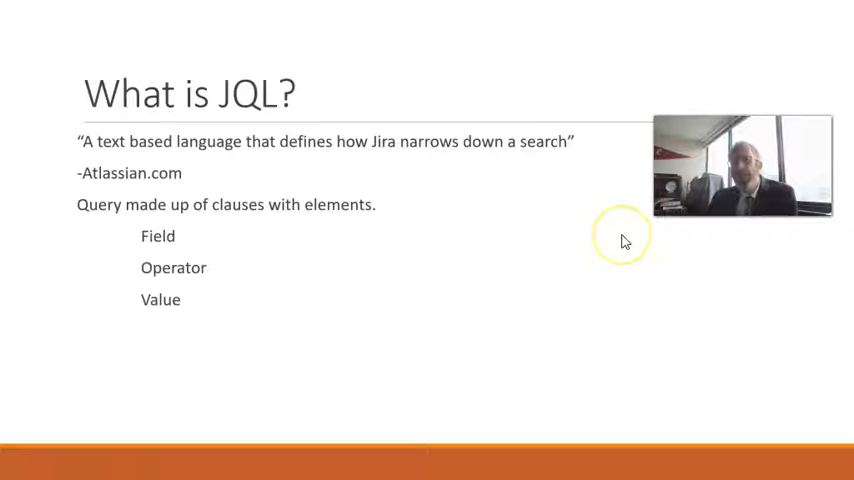 What is JQL?
“A text based language that defines how Jira narrows down a search”
-Atlassian.com
Query made up of clauses with elements.
Field
Operator
Value